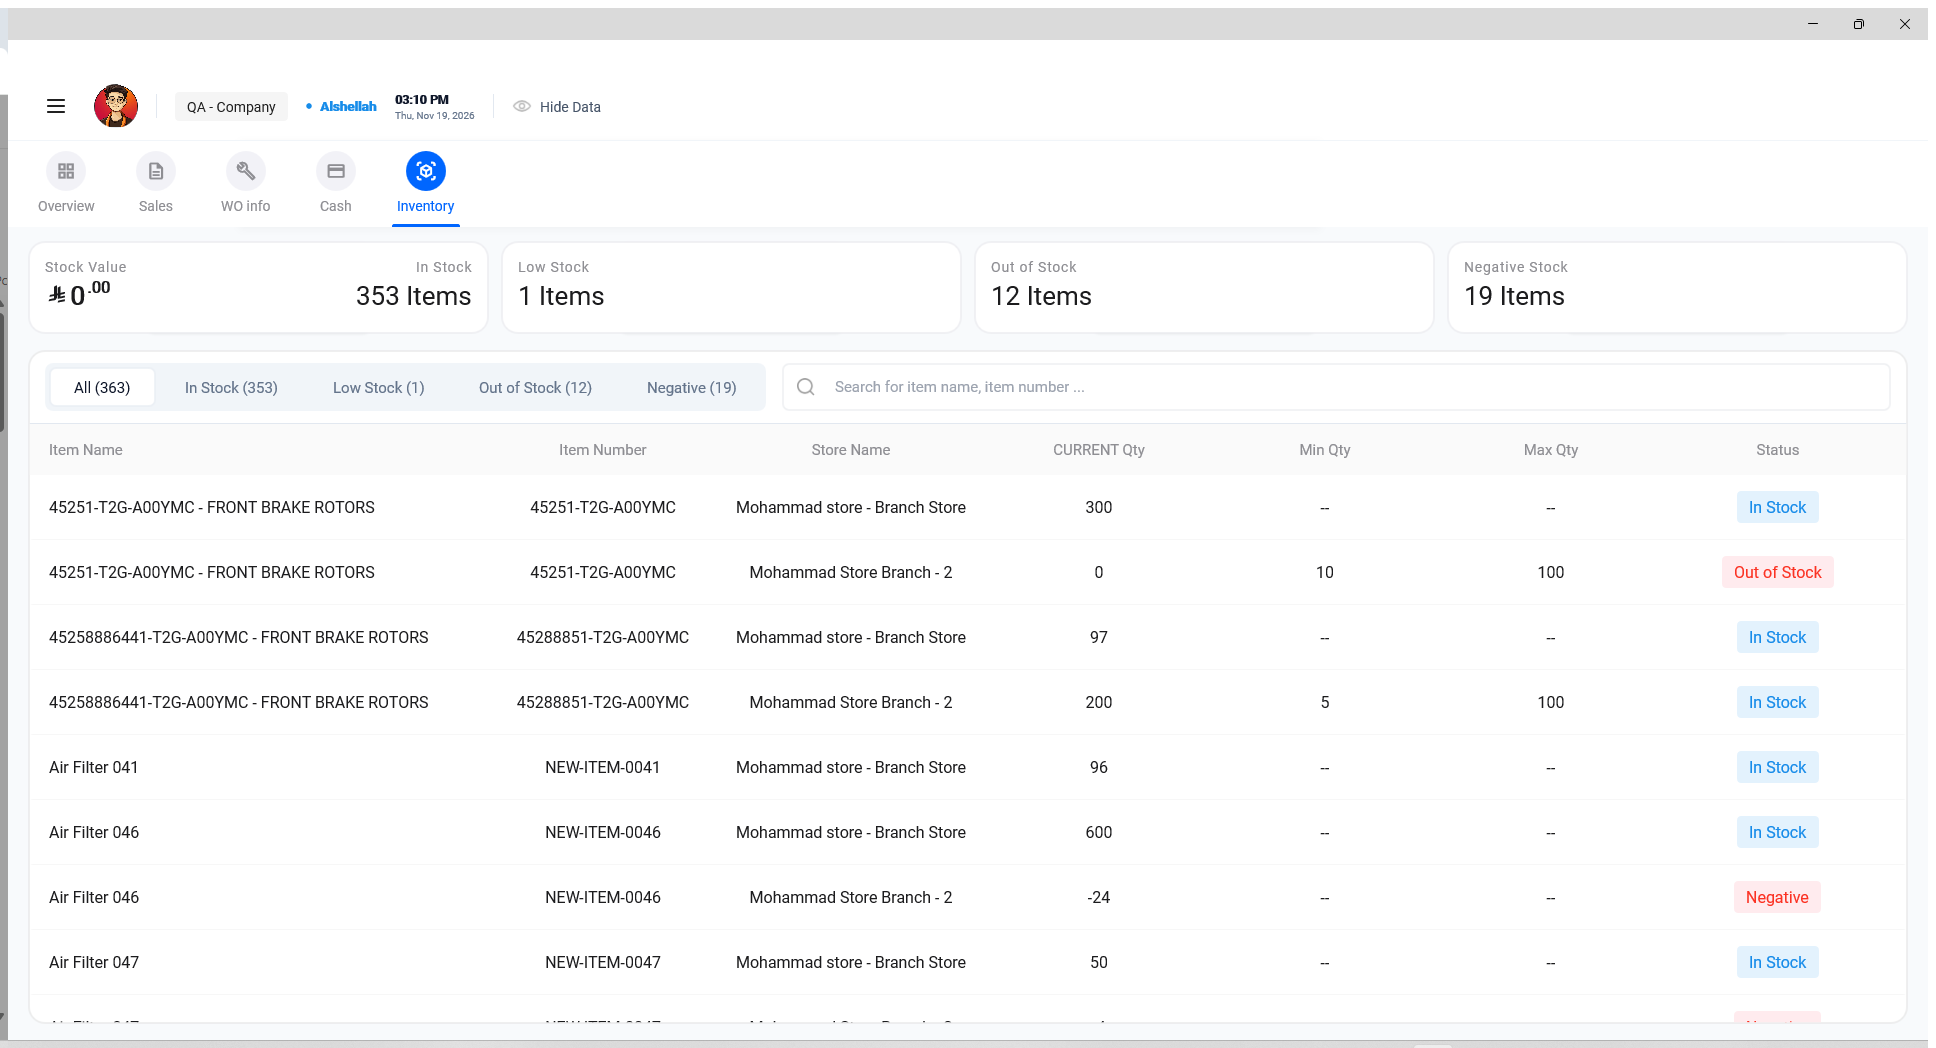 QA - Company
• Alshellah
03:10 PM
Thu, Nov 19, 2026
Hide Data
Overview
Sales
WO info
Cash
Inventory
Stock Value
0.00
In Stock
353 Items
Low Stock
1 Items
Out of Stock
12 Items
Negative Stock
19 Items
All (363) In Stock (353) Low Stock (1) Out of Stock (12) Negative (19)
Search for item name, item number ...
Item Name Item Number Store Name CURRENT Qty Min Qty Max Qty Status
45251-T2G-A00YMC - FRONT BRAKE ROTORS 45251-T2G-A00YMC Mohammad store - Branch Store 300 -- -- In Stock
45251-T2G-A00YMC - FRONT BRAKE ROTORS 45251-T2G-A00YMC Mohammad Store Branch - 2 0 10 100 Out of Stock
45258886441-T2G-A00YMC - FRONT BRAKE ROTORS 45288851-T2G-A00YMC Mohammad store - Branch Store 97 -- -- In Stock
45258886441-T2G-A00YMC - FRONT BRAKE ROTORS 45288851-T2G-A00YMC Mohammad Store Branch - 2 200 5 100 In Stock
Air Filter 041 NEW-ITEM-0041 Mohammad store - Branch Store 96 -- -- In Stock
Air Filter 046 NEW-ITEM-0046 Mohammad store - Branch Store 600 -- -- In Stock
Air Filter 046 NEW-ITEM-0046 Mohammad Store Branch - 2 -24 -- -- Negative
Air Filter 047 NEW-ITEM-0047 Mohammad store - Branch Store 50 -- -- In Stock